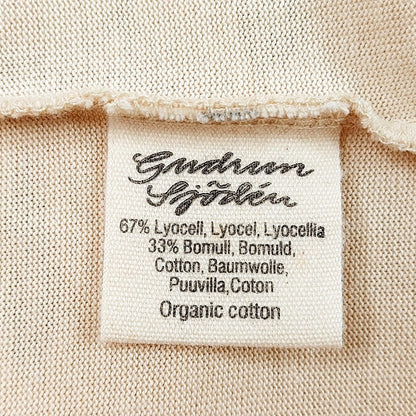 Gudrun
Sjödén
67% Lyocell, Lyocel, Lyocellia
33% Bomull, Bomuld,
Cotton, Baumwolle,
Puuvilla,Coton
Organic cotton